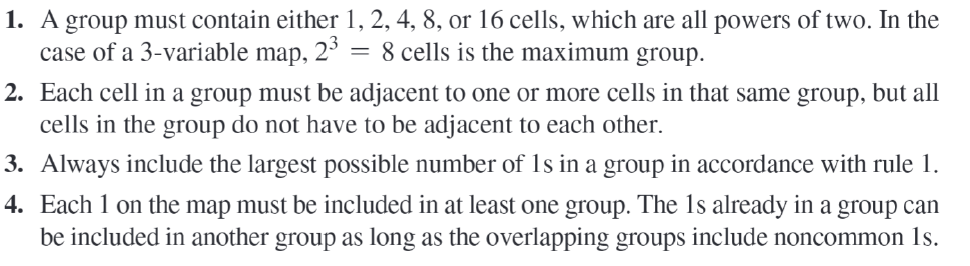 1. A group must contain either 1, 2, 4, 8, or 16 cells, which are all powers of two. In the
case of a 3-variable map, 2³ = 8 cells is the maximum group.
2. Each cell in a group must be adjacent to one or more cells in that same group, but all
cells in the group do not have to be adjacent to each other.
3. Always include the largest possible number of 1s in a group in accordance with rule 1.
4. Each 1 on the map must be included in at least one group. The 1s already in a group can
be included in another group as long as the overlapping groups include noncommon 1s.